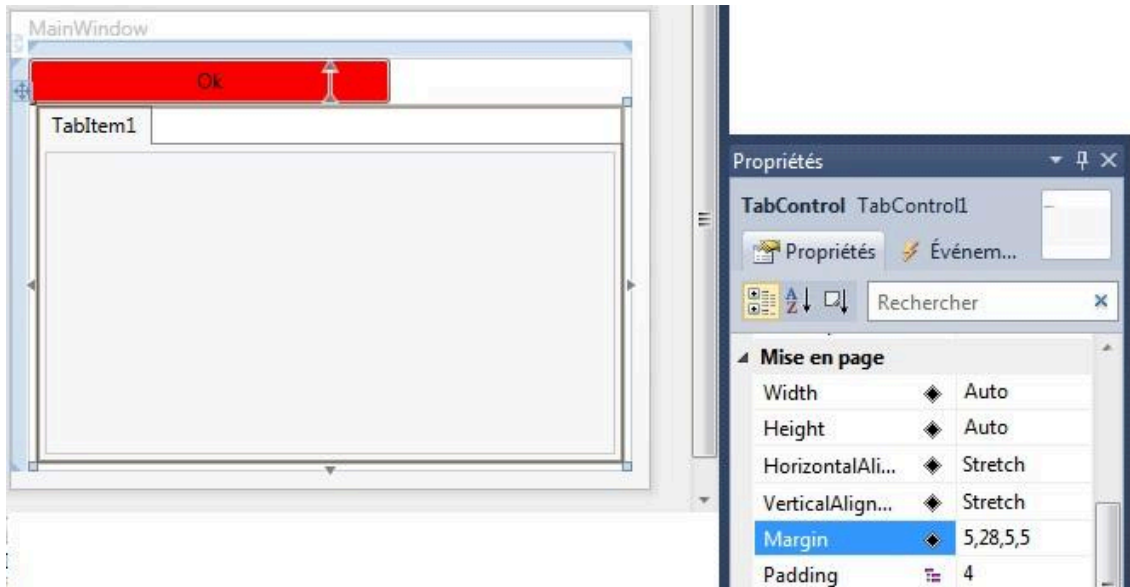 MainWindow
Ok
TabItem1
Propriétés
TabControl TabControl1
Propriétés Événem...
Rechercher
Mise en page
Width Auto
Height Auto
HorizontalAli... Stretch
VerticalAlign... Stretch
Margin 5,28,5,5
Padding 4